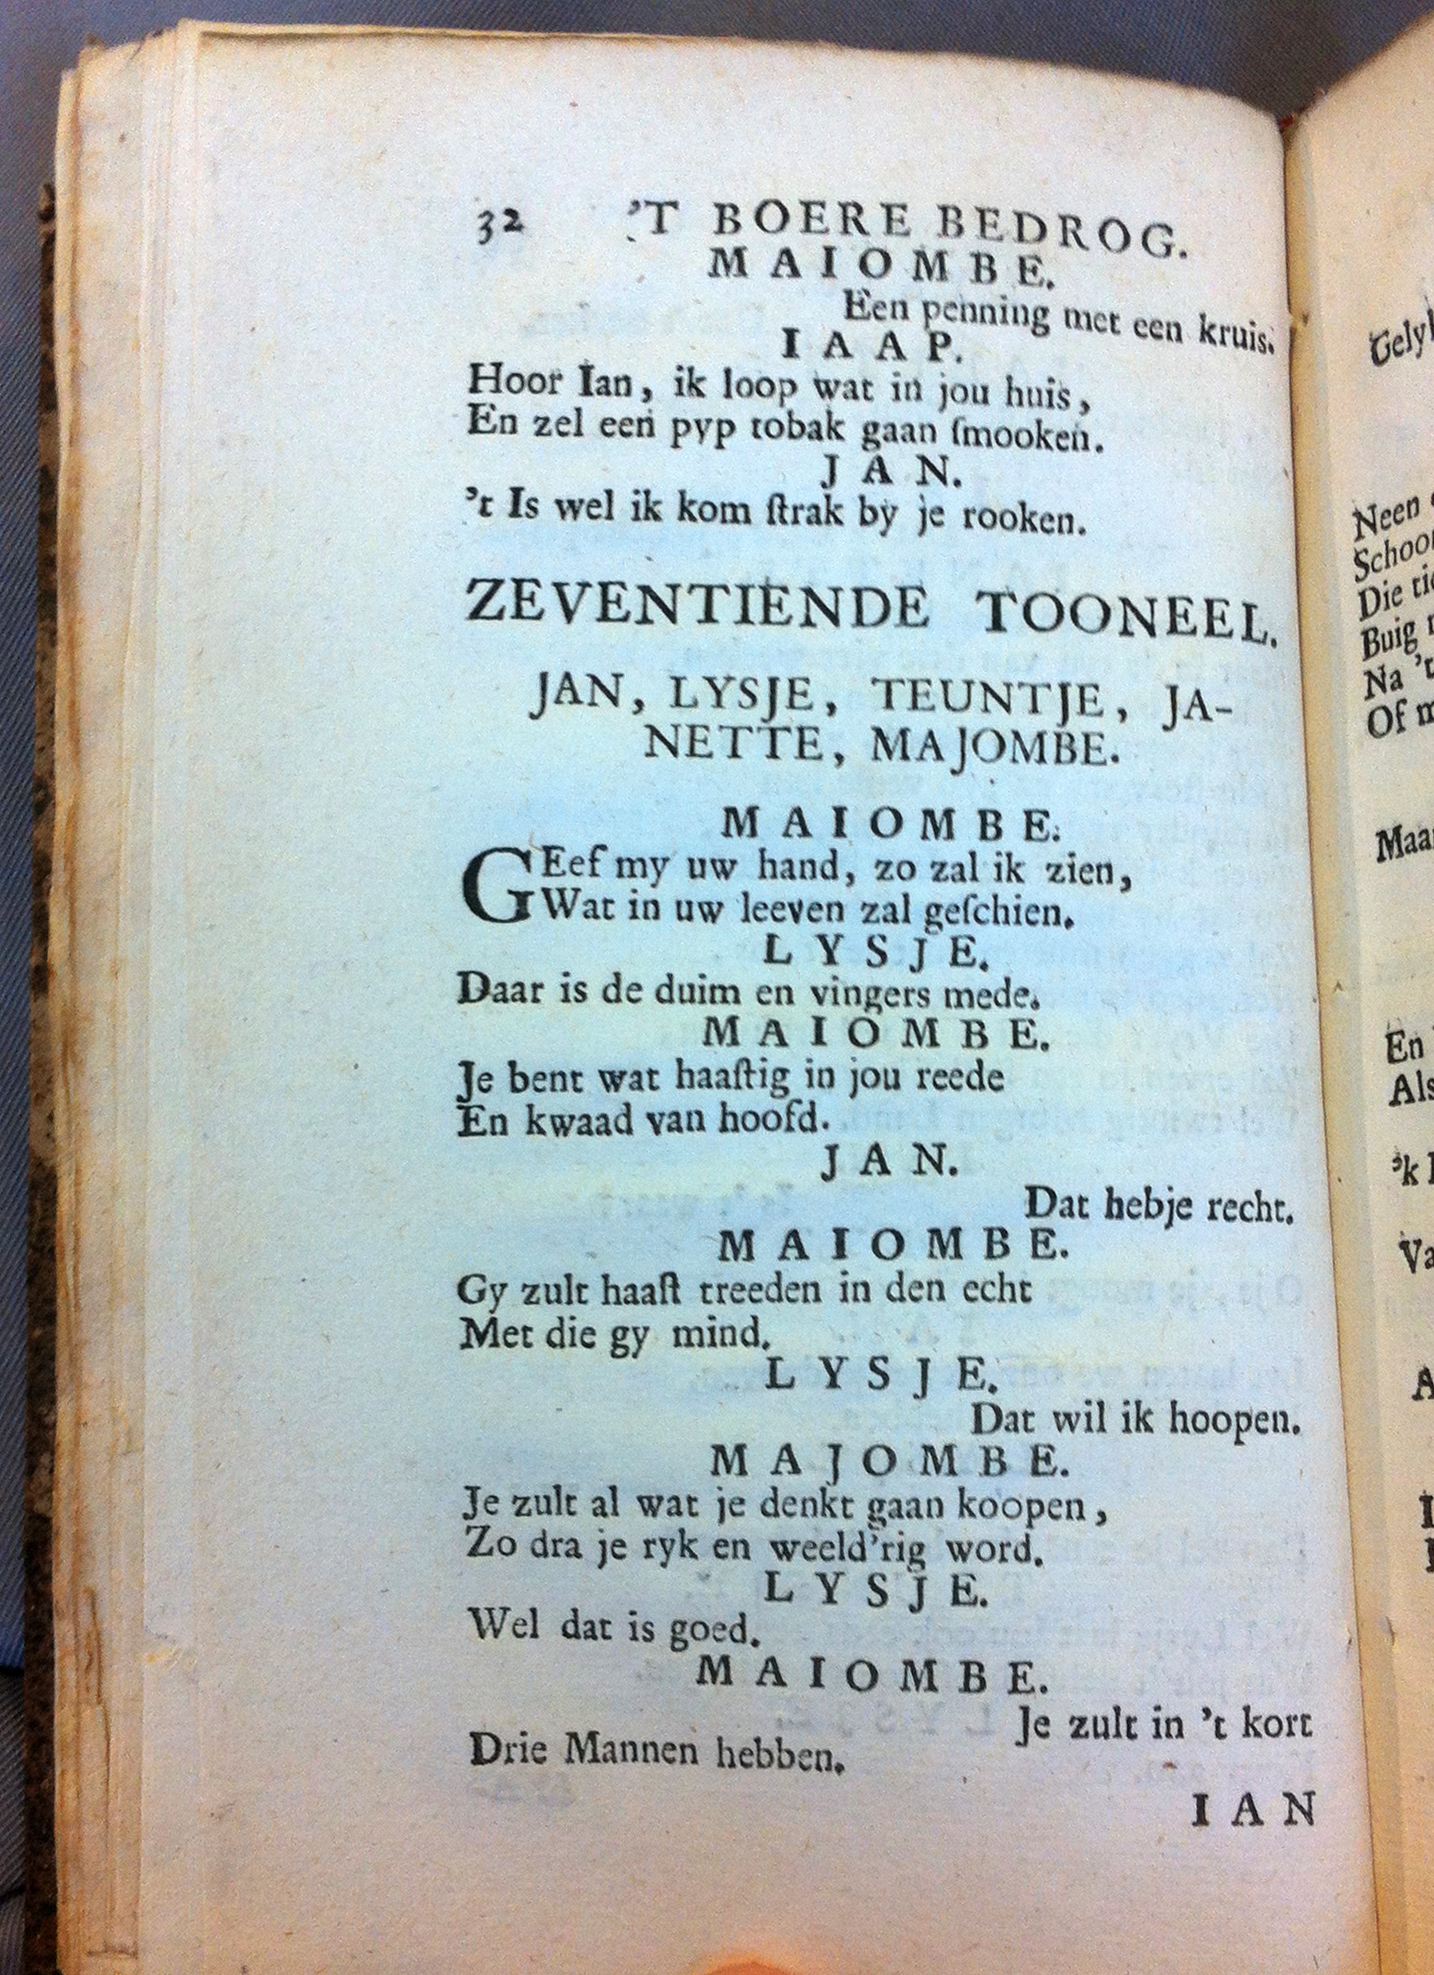 32 'T BOERE BEDROG.
MAIOMBE.
Een penning met een kruis.
IAAP.
Hoor Ian, ik loop wat in jou huis,
En zel een pyp tobak gaan ſmooken.
JAN.
't Is wel ik kom ſtrak by je rooken.
ZEVENTIENDE TOONEEL.
JAN, LYSJE, TEUNTJE, JA-
NETTE, MAJOMBE.
MAIOMBE.
GEef my uw hand, zo zal ik zien,
Wat in uw leeven zal geſchien.
LYSJE.
Daar is de duim en vingers mede.
MAIOMBE.
Je bent wat haaſtig in jou reede
En kwaad van hoofd.
JAN.
Dat hebje recht.
MAIOMBE.
Gy zult haaſt treeden in den echt
Met die gy mind.
LYSJE.
Dat wil ik hoopen.
MAJOMBE.
Je zult al wat je denkt gaan koopen,
Zo dra je ryk en weeld'rig word.
LYSJE.
Wel dat is goed.
MAIOMBE.
Je zult in 't kort
Drie Mannen hebben.
IAN
Neen
Die
Buig
Na 't
Of
En
Als
'k